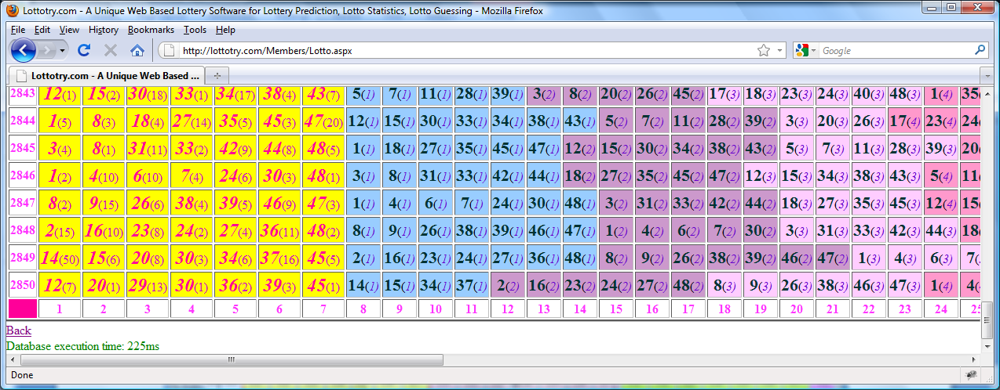 Lottotry.com - A Unique Web Based Lottery Software for Lottery Prediction, Lotto Statistics, Lotto Guessing - Mozilla Firefox
File Edit View History Bookmarks Tools Help
http://lottotry.com/Members/Lotto.aspx Google
Lottotry.com - A Unique Web Based ...
2843 12(1) 15(2) 30(18) 33(1) 34(17) 38(4) 43(7) 5(1) 7(1) 11(1) 28(1) 39(1) 3(2) 8(2) 20(2) 26(2) 45(2) 17(3) 18(3) 23(3) 24(3) 40(3) 48(3) 1(4) 35(
2844 1(5) 8(3) 18(4) 27(14) 35(5) 45(3) 47(20) 12(1) 15(1) 30(1) 33(1) 34(1) 38(1) 43(1) 5(2) 7(2) 11(2) 28(2) 39(2) 3(3) 20(3) 26(3) 17(4) 23(4) 24(
2845 3(4) 8(1) 31(11) 33(2) 42(9) 44(8) 48(5) 1(1) 18(1) 27(1) 35(1) 45(1) 47(1) 12(2) 15(2) 30(2) 34(2) 38(2) 43(2) 5(3) 7(3) 11(3) 28(3) 39(3) 20(
2846 1(2) 4(10) 6(10) 7(4) 24(6) 30(3) 48(1) 3(1) 8(1) 31(1) 33(1) 42(1) 44(1) 18(2) 27(2) 35(2) 45(2) 47(2) 12(3) 15(3) 34(3) 38(3) 43(3) 5(4) 11(
2847 8(2) 9(15) 26(6) 38(4) 39(5) 46(9) 47(3) 1(1) 4(1) 6(1) 7(1) 24(1) 30(1) 48(1) 3(2) 31(2) 33(2) 42(2) 44(2) 18(3) 27(3) 35(3) 45(3) 12(4) 15(
2848 2(15) 16(10) 23(8) 24(2) 27(4) 36(11) 48(2) 8(1) 9(1) 26(1) 38(1) 39(1) 46(1) 47(1) 1(2) 4(2) 6(2) 7(2) 30(2) 3(3) 31(3) 33(3) 42(3) 44(3) 18(
2849 14(50) 15(6) 20(8) 30(3) 34(6) 37(16) 45(5) 2(1) 16(1) 23(1) 24(1) 27(1) 36(1) 48(1) 8(2) 9(2) 26(2) 38(2) 39(2) 46(2) 47(2) 1(3) 4(3) 6(3) 7(
2850 12(7) 20(1) 29(13) 30(1) 36(2) 39(3) 45(1) 14(1) 15(1) 34(1) 37(1) 2(2) 16(2) 23(2) 24(2) 27(2) 48(2) 8(3) 9(3) 26(3) 38(3) 46(3) 47(3) 1(4) 4(
1 2 3 4 5 6 7 8 9 10 11 12 13 14 15 16 17 18 19 20 21 22 23 24 25
Back
Database execution time: 225ms
Done